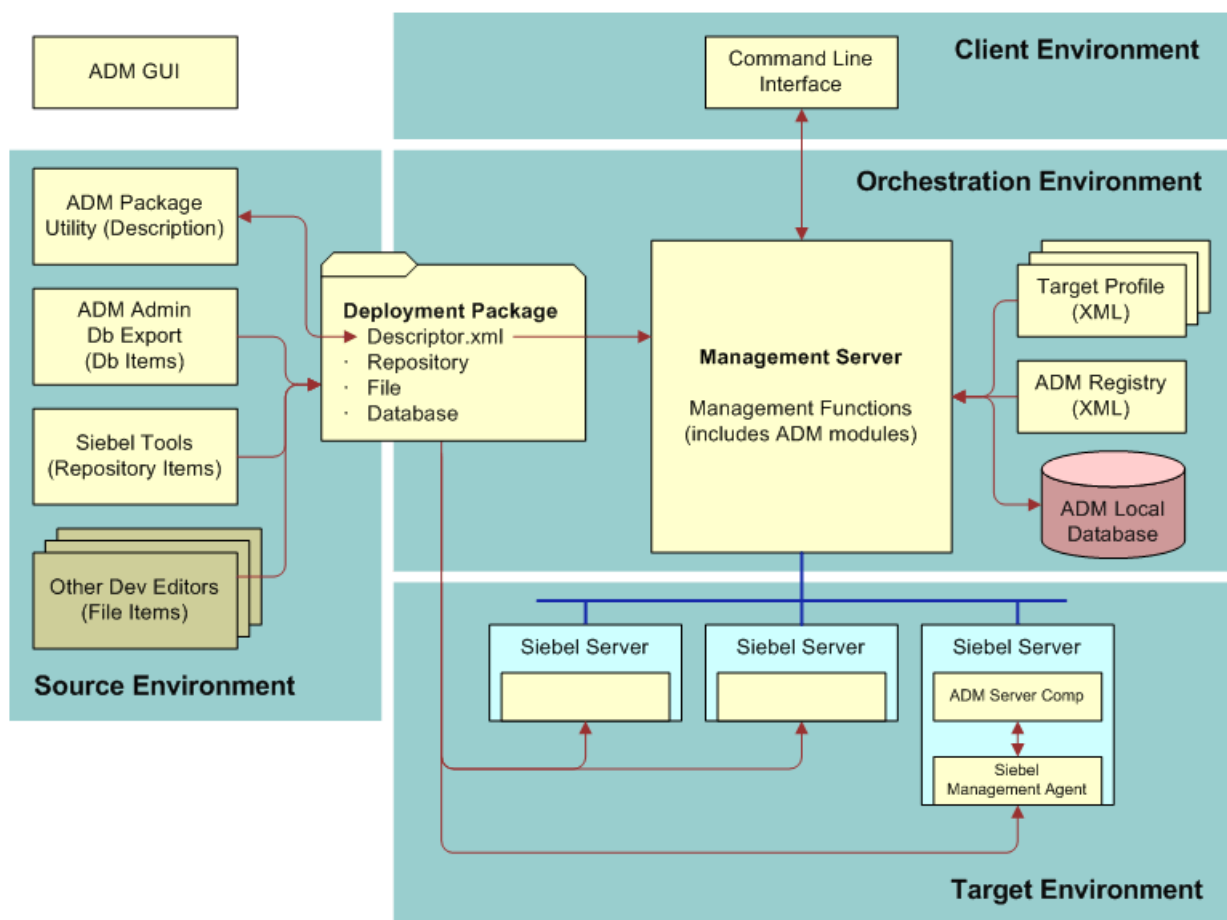 ADM GUI
Command Line
Interface
Client Environment
ADM Package
Utility (Description)
ADM Admin
Db Export
(Db Items)
Siebel Tools
(Repository Items)
Other Dev Editors
(File Items)
Source Environment
Deployment Package
Descriptor.xml
· Repository
· File
· Database
Orchestration Environment
Management Server
Management Functions
(includes ADM modules)
Target Profile
(XML)
ADM Registry
(XML)
ADM Local
Database
Siebel Server
Siebel Server
Siebel Server
ADM Server Comp
Siebel
Management Agent
Target Environment